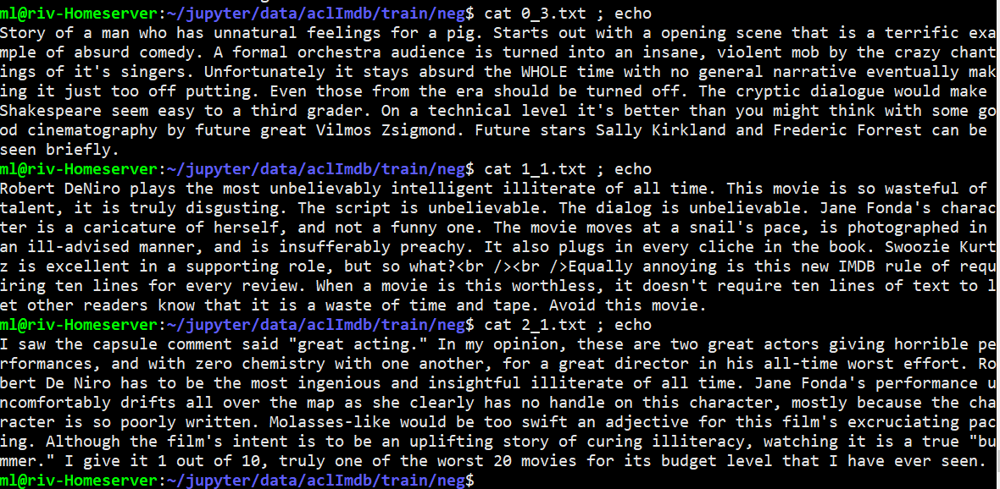 ml@riv-Homeserver:~/jupyter/data/aclImdb/train/neg$ cat 0_3.txt ; echo
Story of a man who has unnatural feelings for a pig. Starts out with a opening scene that is a terrific exa
mple of absurd comedy. A formal orchestra audience is turned into an insane, violent mob by the crazy chant
ings of it's singers. Unfortunately it stays absurd the WHOLE time with no general narrative eventually mak
ing it just too off putting. Even those from the era should be turned off. The cryptic dialogue would make
Shakespeare seem easy to a third grader. On a technical level it's better than you might think with some go
od cinematography by future great Vilmos Zsigmond. Future stars Sally Kirkland and Frederic Forrest can be
seen briefly.
ml@riv-Homeserver:~/jupyter/data/aclImdb/train/neg$ cat 1_1.txt ; echo
Robert DeNiro plays the most unbelievably intelligent illiterate of all time. This movie is so wasteful of
talent, it is truly disgusting. The script is unbelievable. The dialog is unbelievable. Jane Fonda's charac
ter is a caricature of herself, and not a funny one. The movie moves at a snail's pace, is photographed in
an ill-advised manner, and is insufferably preachy. It also plugs in every cliche in the book. Swoozie Kurt
z is excellent in a supporting role, but so what?<br /><br />Equally annoying is this new IMDB rule of requ
iring ten lines for every review. When a movie is this worthless, it doesn't require ten lines of text to l
et other readers know that it is a waste of time and tape. Avoid this movie.
ml@riv-Homeserver:~/jupyter/data/aclImdb/train/neg$ cat 2_1.txt ; echo
I saw the capsule comment said "great acting." In my opinion, these are two great actors giving horrible pe
rformances, and with zero chemistry with one another, for a great director in his all-time worst effort. Ro
bert De Niro has to be the most ingenious and insightful illiterate of all time. Jane Fonda's performance u
ncomfortably drifts all over the map as she clearly has no handle on this character, mostly because the cha
racter is so poorly written. Molasses-like would be too swift an adjective for this film's excruciating pac
ing. Although the film's intent is to be an uplifting story of curing illiteracy, watching it is a true "bu
mmer." I give it 1 out of 10, truly one of the worst 20 movies for its budget level that I have ever seen.
ml@riv-Homeserver:~/jupyter/data/aclImdb/train/neg$